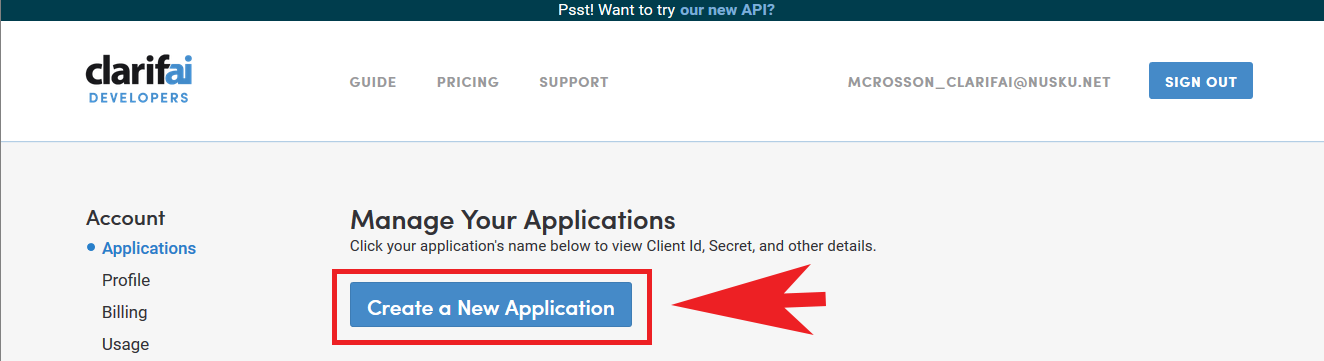 Psst! Want to try our new API?
clarifai
DEVELOPERS
GUIDE PRICING SUPPORT MCROSSON_CLARIFAI@NUSKU.NET SIGN OUT
Account
Applications
Profile
Billing
Usage
Manage Your Applications
Click your application's name below to view Client Id, Secret, and other details.
Create a New Application